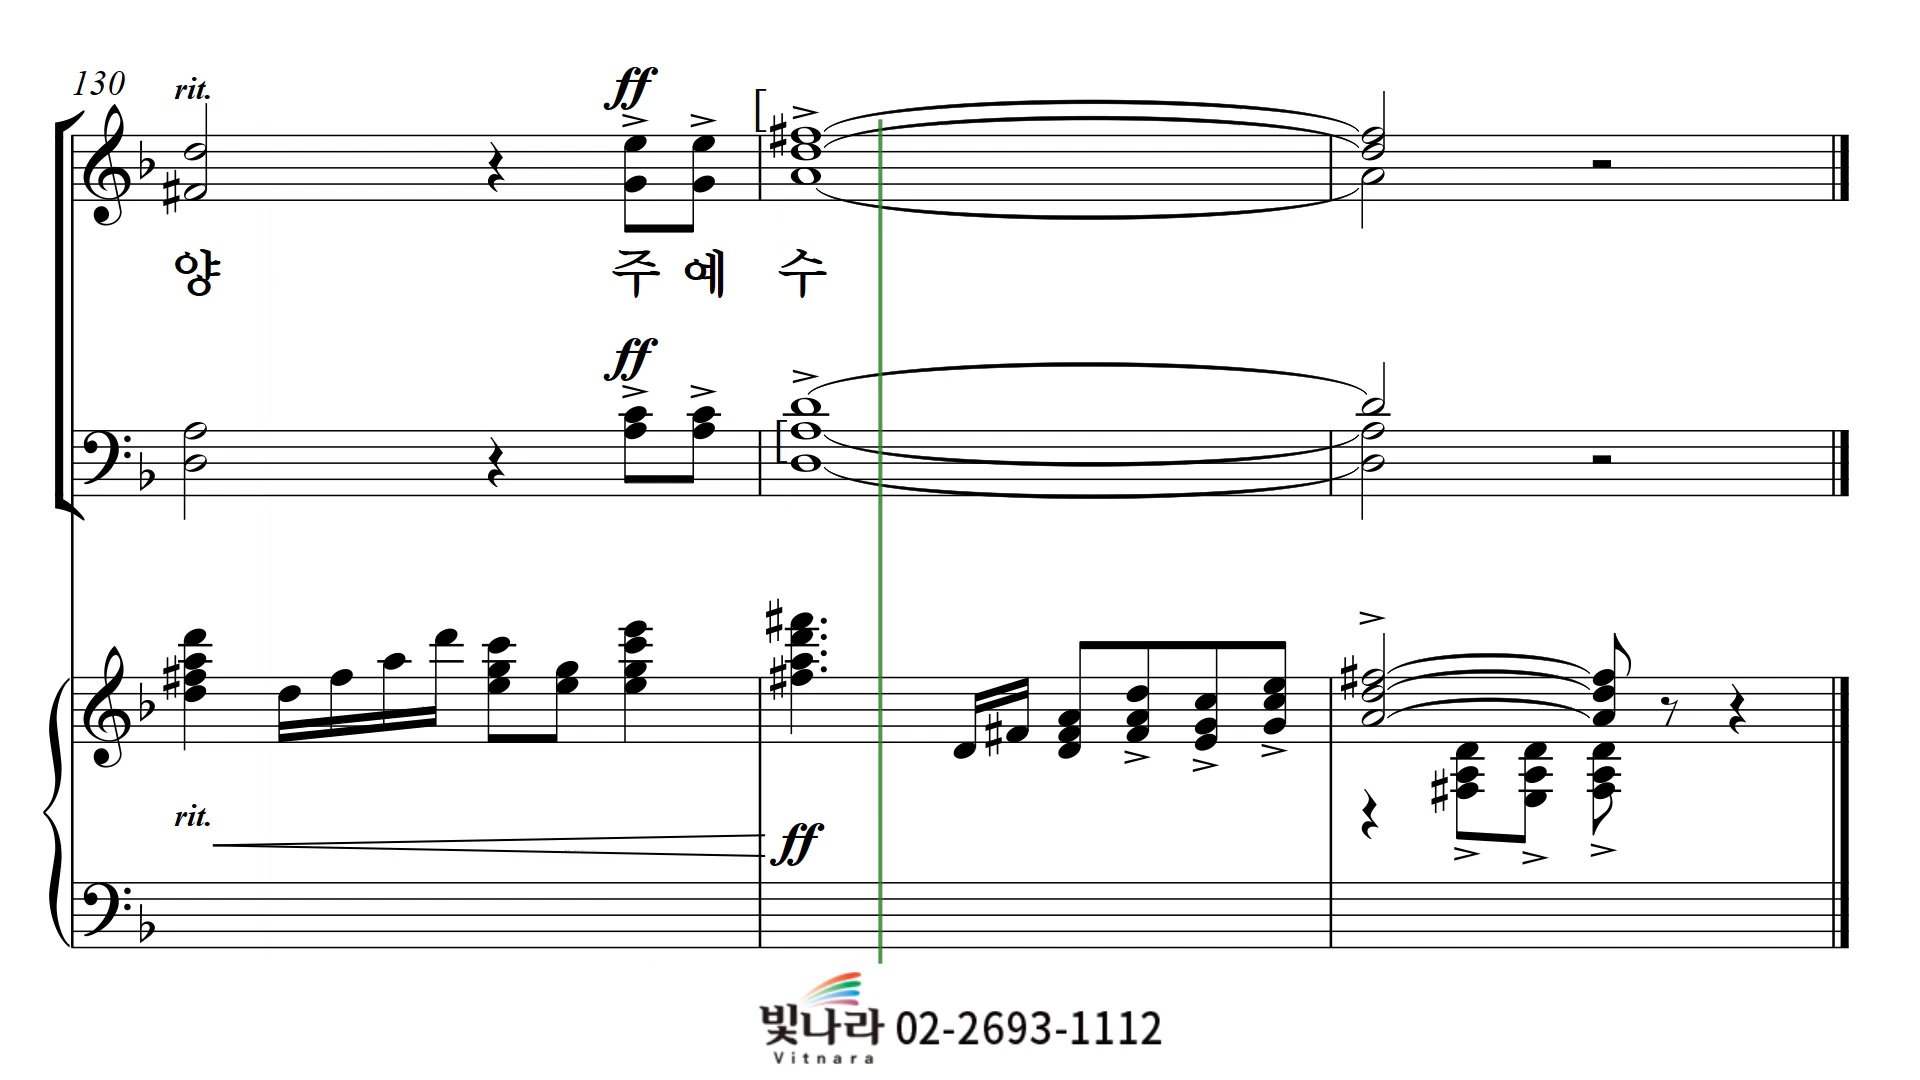 130
rit.
ff
양 주 예 수
ff
rit.
ff
빛나라 02-2693-1112
Vitnara